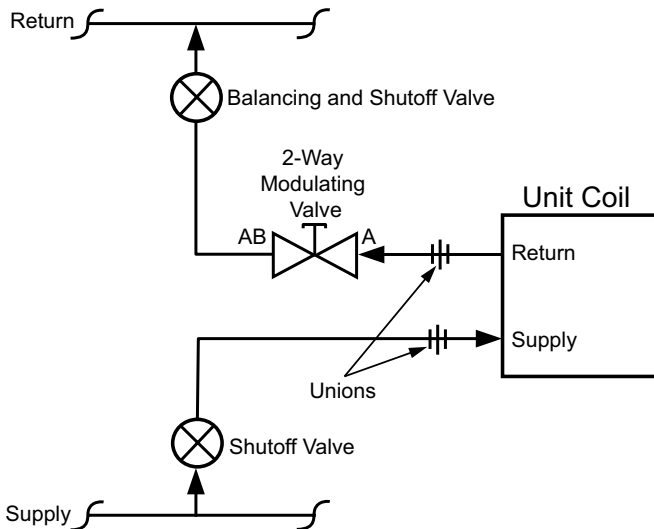 Return
Balancing and Shutoff Valve
2-Way
Modulating
Valve
Unit Coil
AB
A
Return
Supply
Unions
Shutoff Valve
Supply